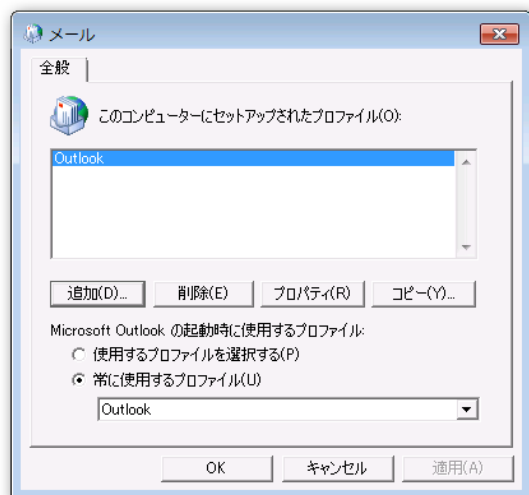 メール
全般
このコンピューターにセットアップされたプロファイル(O):
Outlook
追加(D)... 削除(E) プロパティ(R) コピー(Y)...
Microsoft Outlook の起動時に使用するプロファイル:
使用するプロファイルを選択する(P)
常に使用するプロファイル(U)
Outlook
OK キャンセル 適用(A)